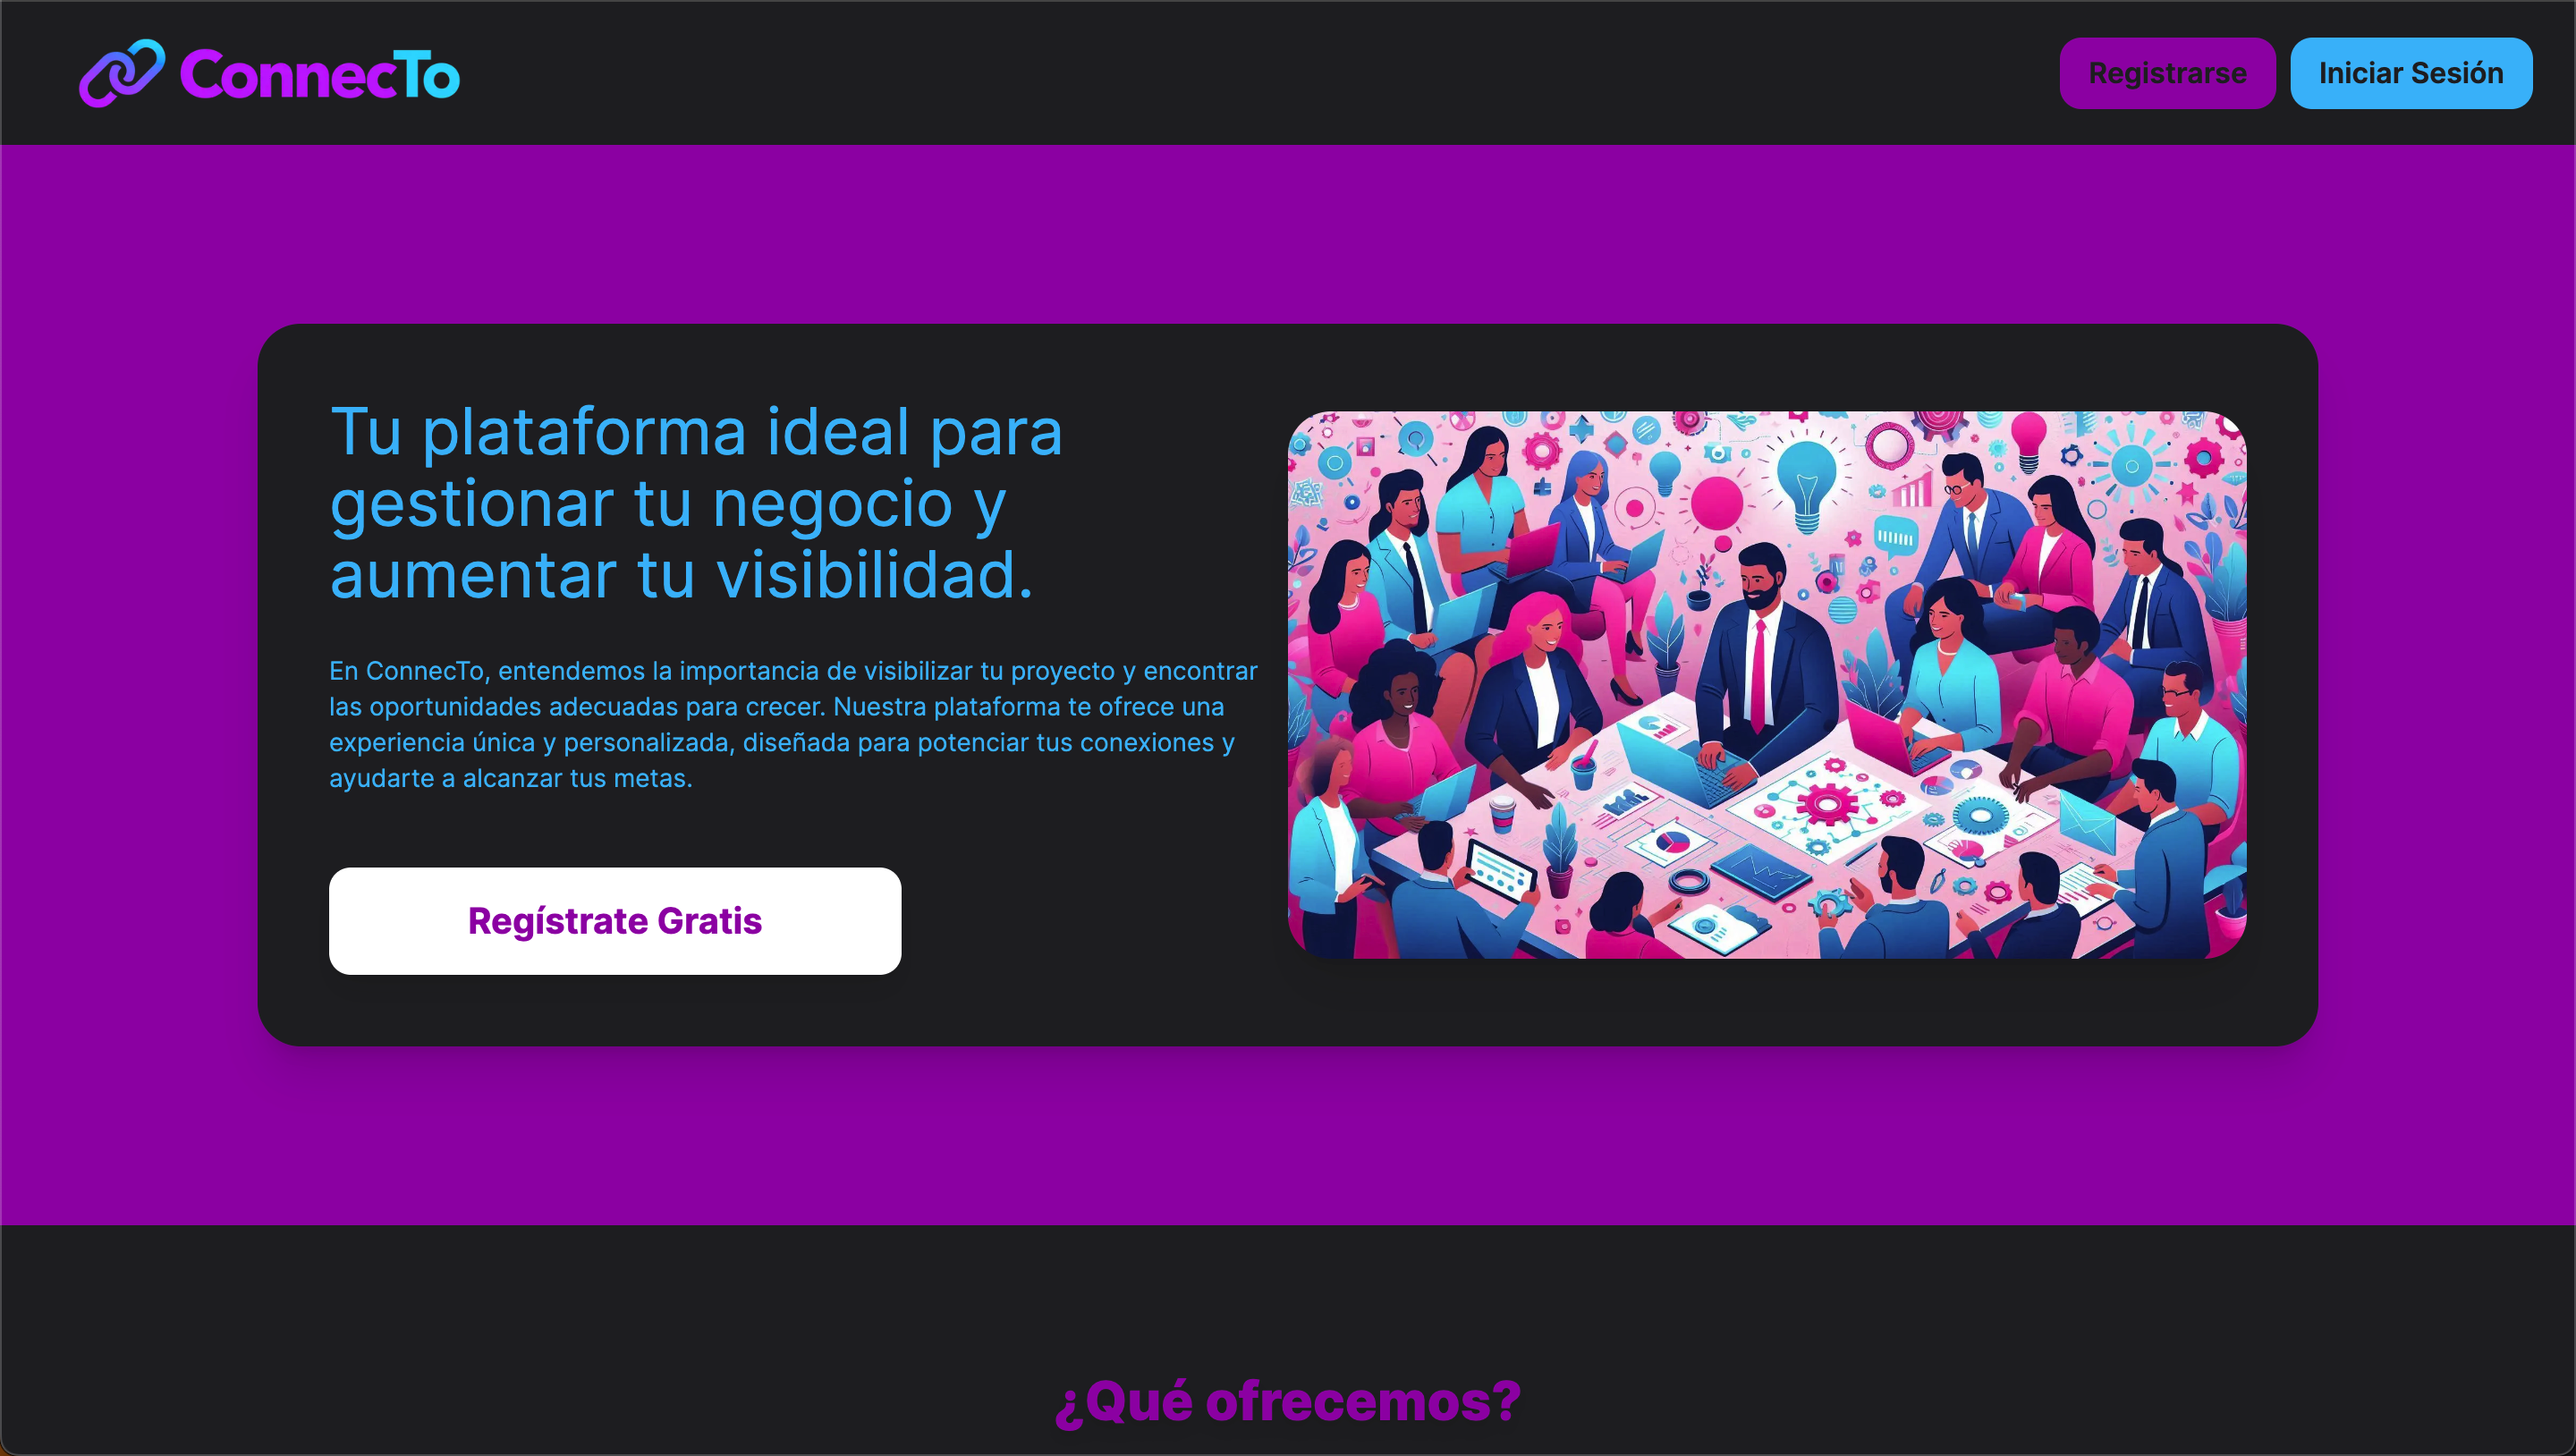 ConnecTo
Registrarse
Iniciar Sesión
Tu plataforma ideal para
gestionar tu negocio y
aumentar tu visibilidad.
En ConnecTo, entendemos la importancia de visibilizar tu proyecto y encontrar
las oportunidades adecuadas para crecer. Nuestra plataforma te ofrece una
experiencia única y personalizada, diseñada para potenciar tus conexiones y
ayudarte a alcanzar tus metas.
Regístrate Gratis
¿Qué ofrecemos?